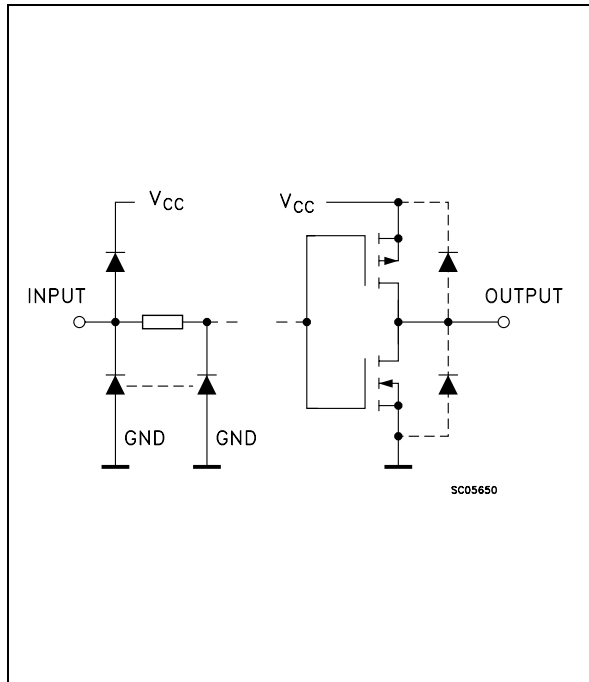 VCC
VCC
INPUT
OUTPUT
GND
GND
SC05650